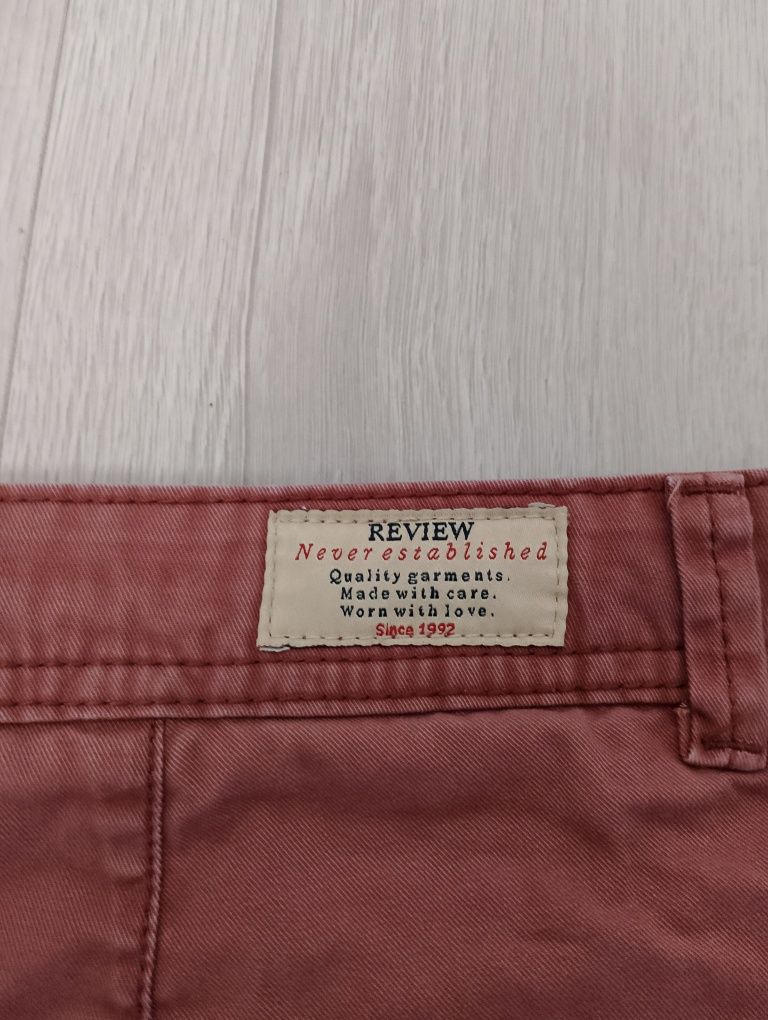 REVIEW
Never established
Quality garments.
Made with care.
Worn with love.
Since 1992